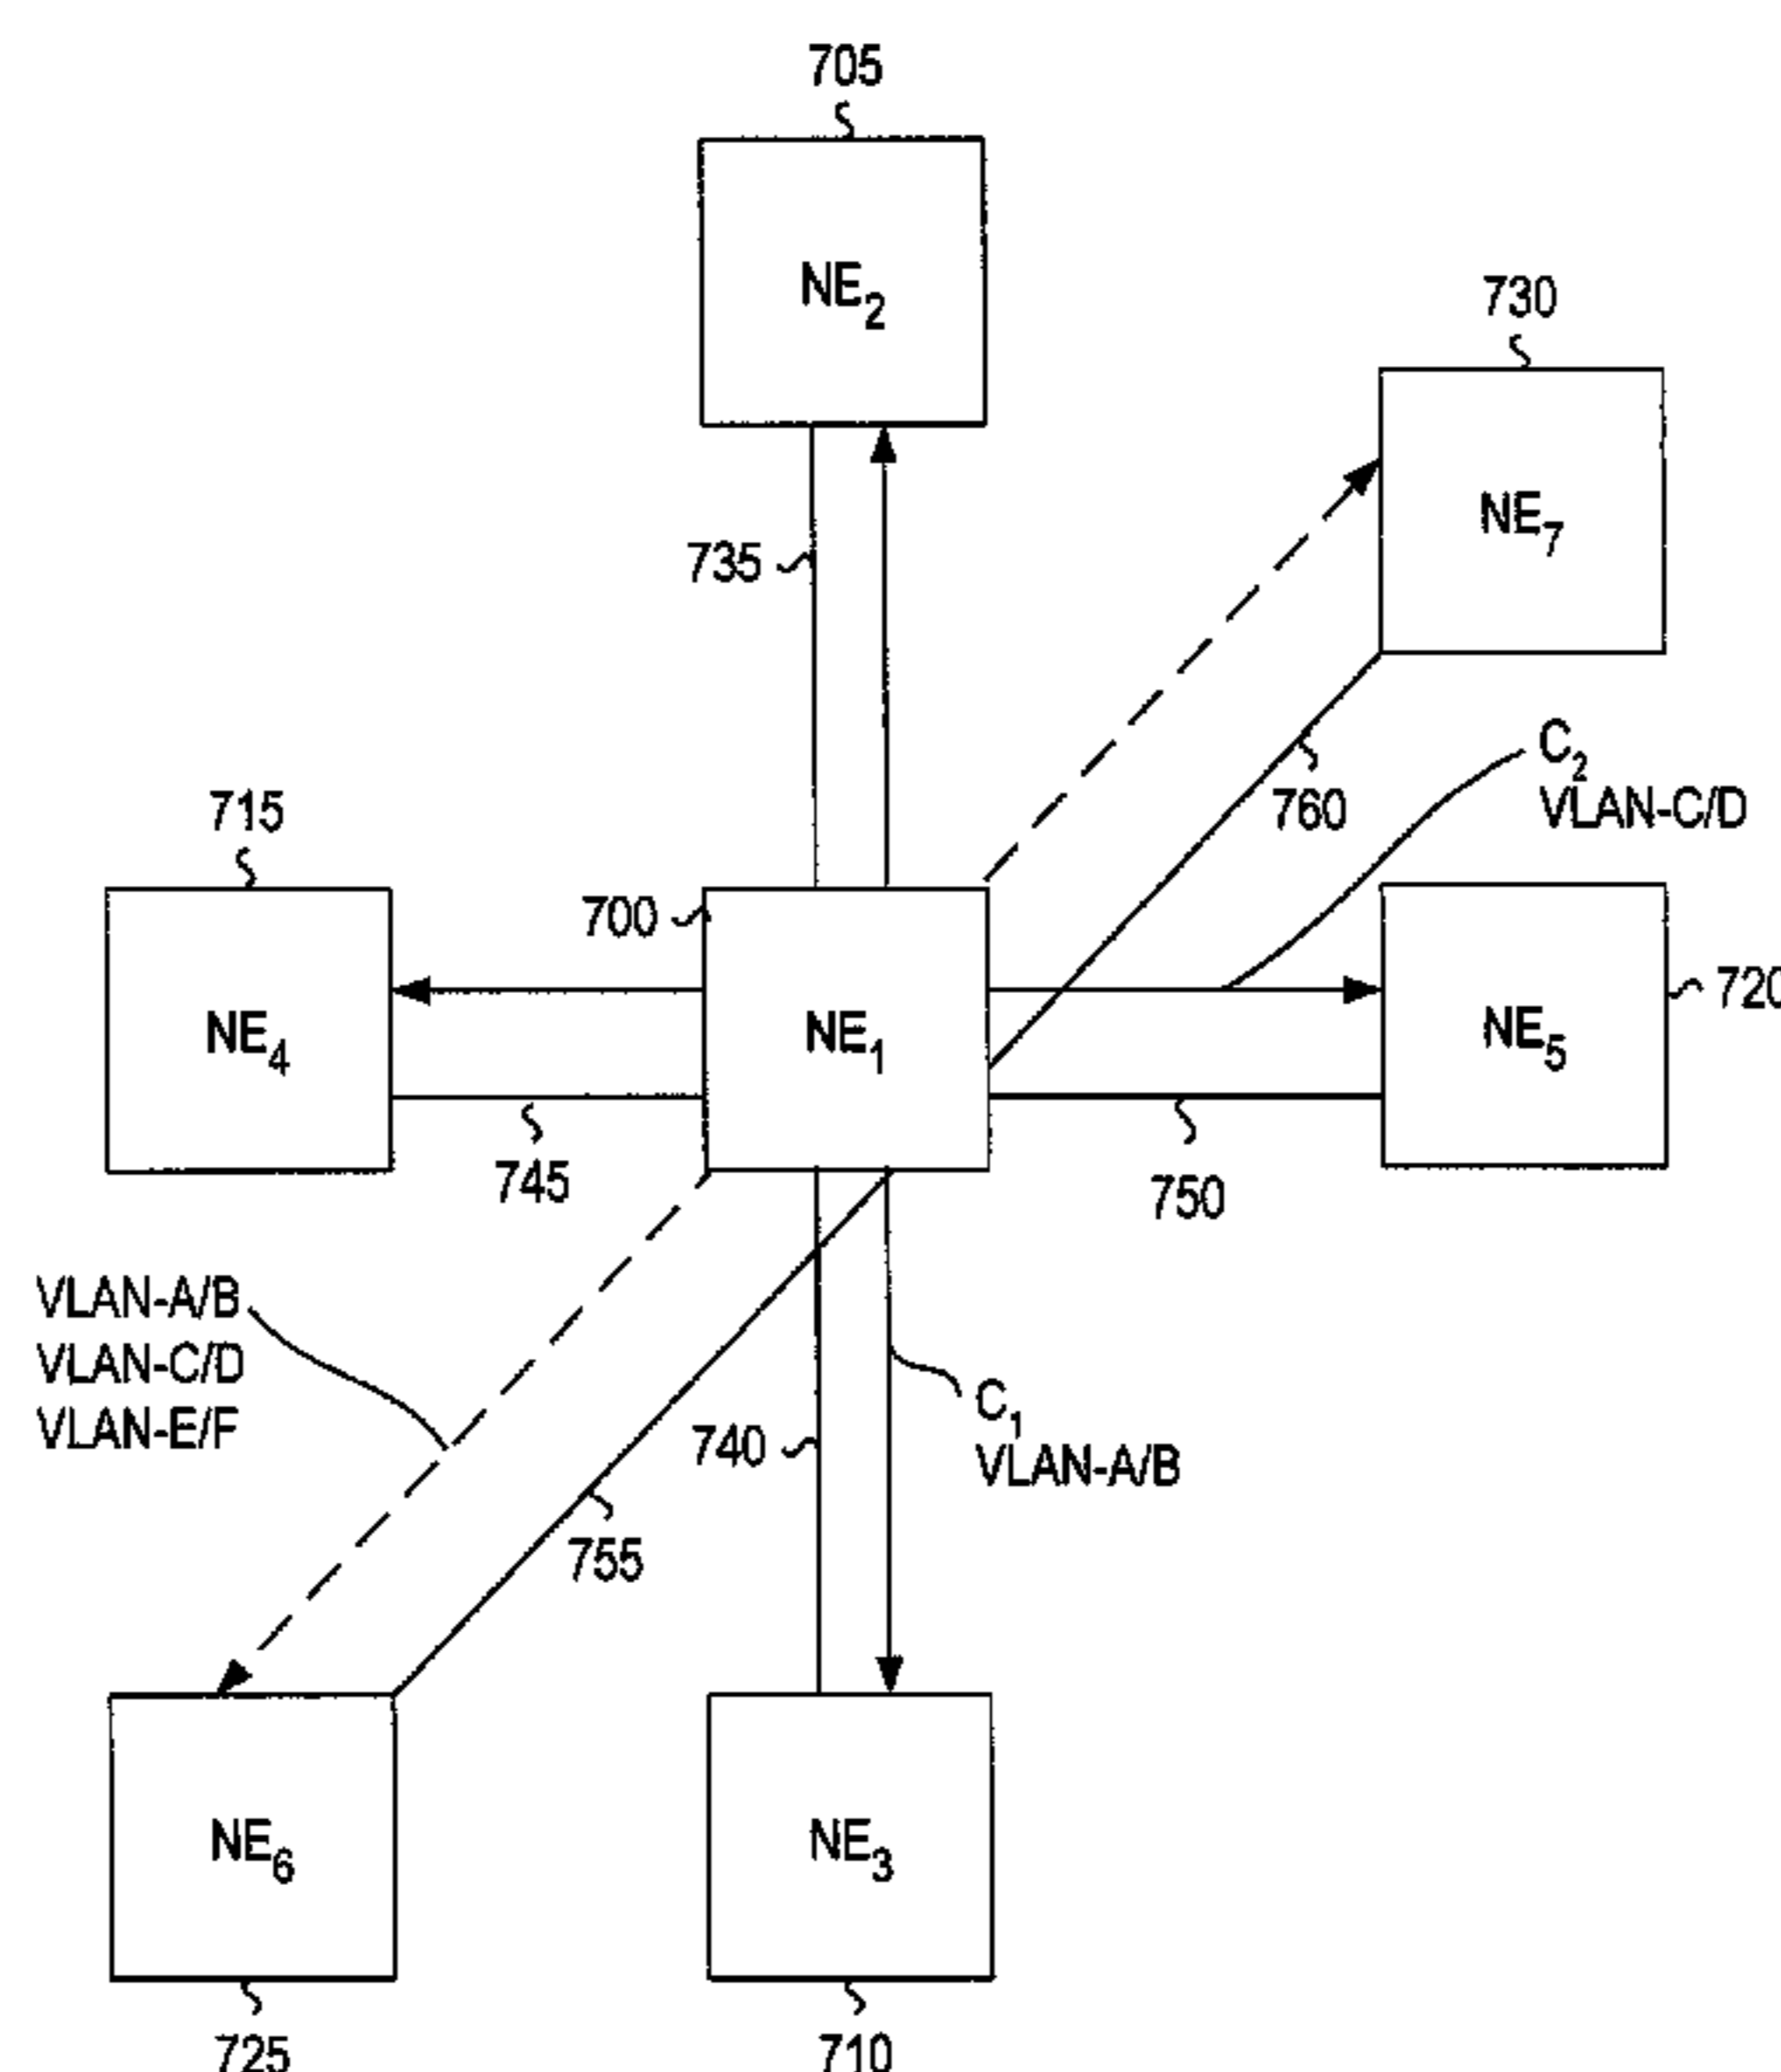 705
NE2
730
NE7
735
C2
VLAN-C/D
760
715
700
NE4
NE1
NE5
720
745
750
VLAN-A/B
VLAN-C/D
VLAN-E/F
740
C1
VLAN-A/B
755
NE6
NE3
725
710